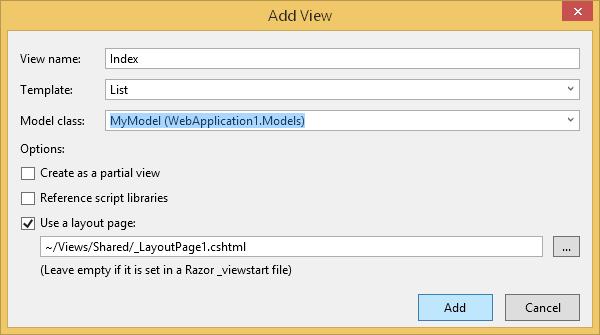 Add View
View name: Index
Template: List
Model class: MyModel (WebApplication1.Models)
Options:
Create as a partial view
Reference script libraries
Use a layout page:
~/Views/Shared/_LayoutPage1.cshtml ...
(Leave empty if it is set in a Razor _viewstart file)
Add Cancel